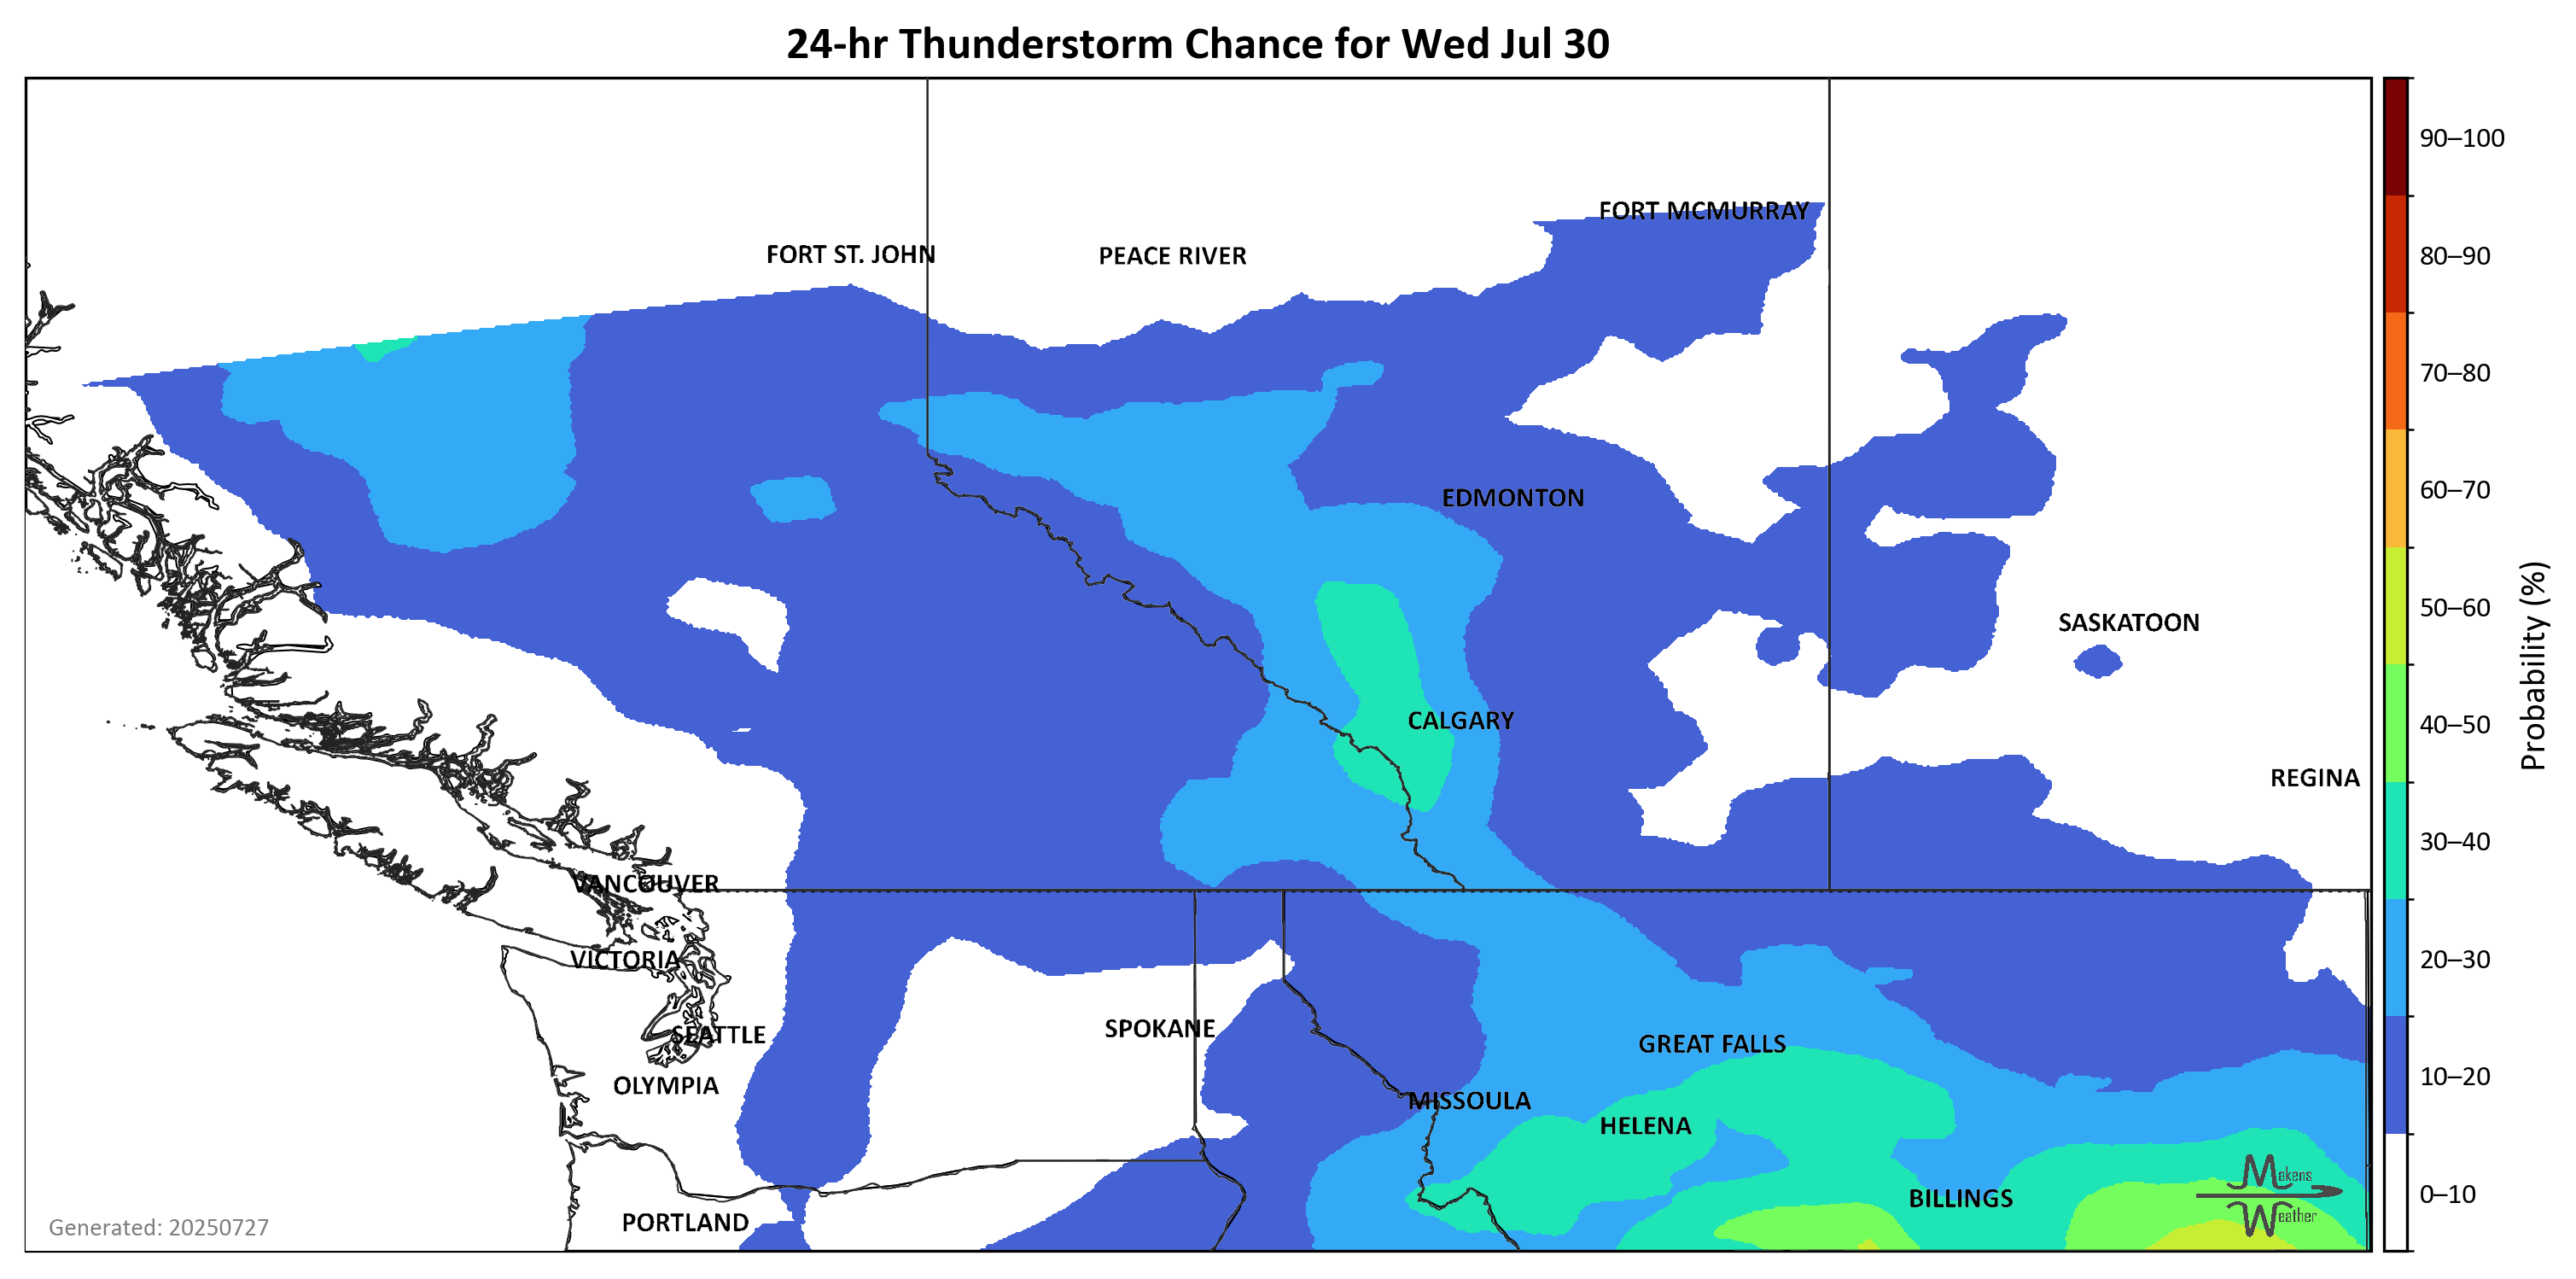 24-hr Thunderstorm Chance for Wed Jul 30
90–100
FORT MCMURRAY
FORT ST. JOHN
PEACE RIVER
80–90
70–80
60–70
EDMONTON
50–60
SASKATOON
Probability (%)
CALGARY
40–50
REGINA
30–40
VANCOUVER
VICTORIA
20–30
SPOKANE
SEATTLE
GREAT FALLS
10–20
OLYMPIA
MISSOULA
HELENA
Makens
Weather
BILLINGS
0–10
PORTLAND
Generated: 20250727